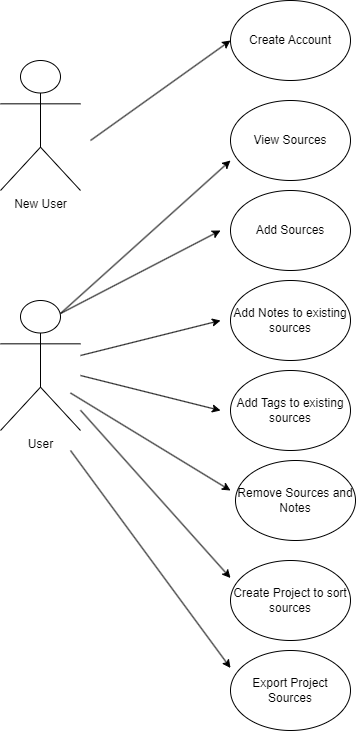 Create Account
New User
View Sources
Add Sources
Add Notes to existing
sources
Add Tags to existing
sources
User
Remove Sources and
Notes
Create Project to sort
sources
Export Project
Sources